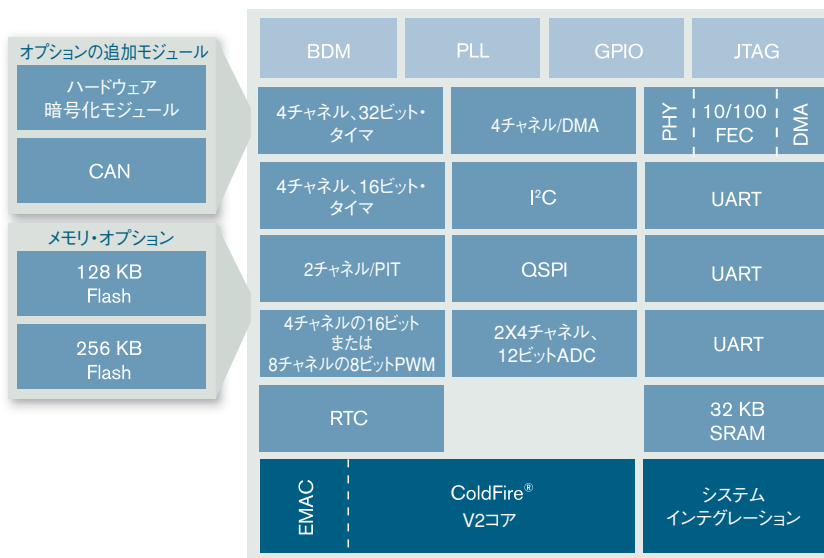 オプションの追加モジュール
ハードウェア
暗号化モジュール
CAN
メモリ・オプション
128 KB
Flash
256 KB
Flash
BDM
PLL
GPIO
JTAG
4チャネル、32ビット・
タイマ
4チャネル/DMA
PHY
10/100
FEC
DMA
4チャネル、16ビット・
タイマ
I²C
UART
2チャネル/PIT
QSPI
UART
4チャネルの16ビット
または
8チャネルの8ビットPWM
2X4チャネル、
12ビットADC
UART
RTC
32 KB
SRAM
EMAC
ColdFire®
V2コア
システム
インテグレーション